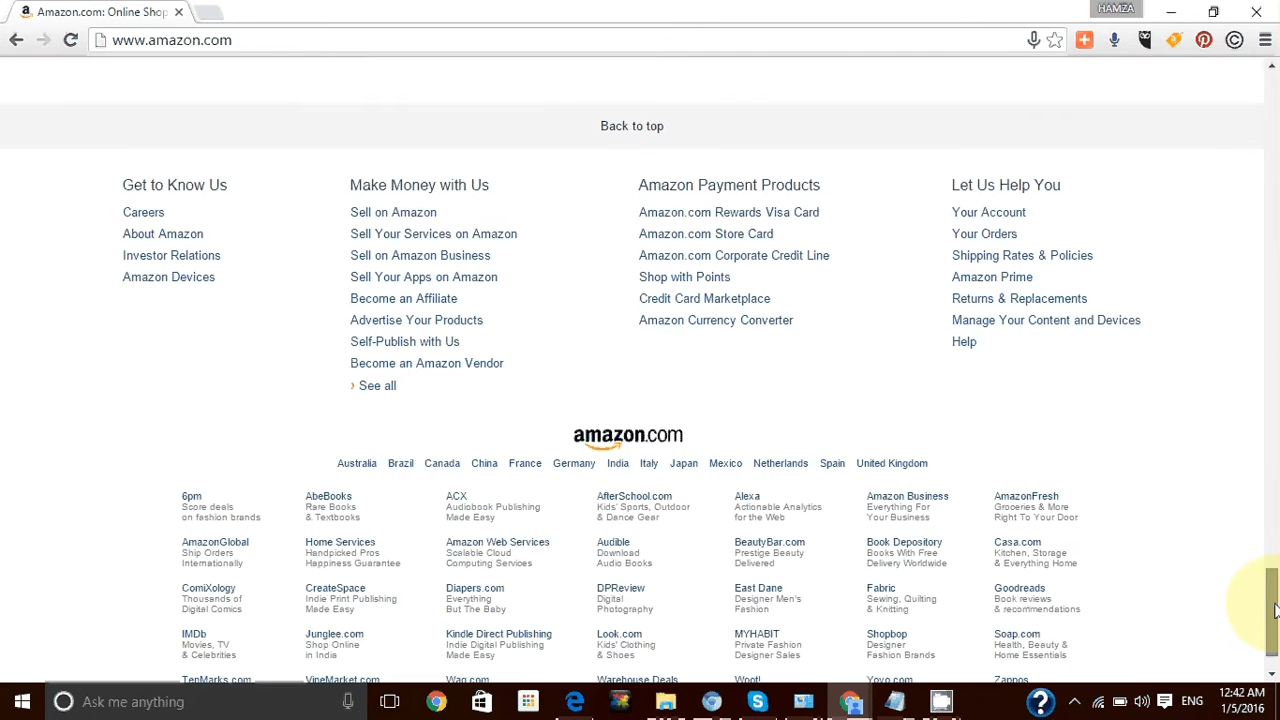 Amazon.com: Online Shop
HAMZA
www.amazon.com
Back to top
Get to Know Us
Careers
About Amazon
Investor Relations
Amazon Devices
Make Money with Us
Sell on Amazon
Sell Your Services on Amazon
Sell on Amazon Business
Sell Your Apps on Amazon
Become an Affiliate
Advertise Your Products
Self-Publish with Us
Become an Amazon Vendor
› See all
Amazon Payment Products
Amazon.com Rewards Visa Card
Amazon.com Store Card
Amazon.com Corporate Credit Line
Shop with Points
Credit Card Marketplace
Amazon Currency Converter
Let Us Help You
Your Account
Your Orders
Shipping Rates & Policies
Amazon Prime
Returns & Replacements
Manage Your Content and Devices
Help
amazon.com
Australia Brazil Canada China France Germany India Italy Japan Mexico Netherlands Spain United Kingdom
6pm
Score deals
on fashion brands
AbeBooks
Rare Books
& Textbooks
ACX
Audiobook Publishing
Made Easy
AfterSchool.com
Kids' Sports, Outdoor
& Dance Gear
Alexa
Actionable Analytics
for the Web
Amazon Business
Everything For
Your Business
AmazonFresh
Groceries & More
Right To Your Door
AmazonGlobal
Ship Orders
Internationally
Home Services
Handpicked Pros
Happiness Guarantee
Amazon Web Services
Scalable Cloud
Computing Services
Audible
Download
Audio Books
BeautyBar.com
Prestige Beauty
Delivered
Book Depository
Books With Free
Delivery Worldwide
Casa.com
Kitchen, Storage
& Everything Home
ComiXology
Thousands of
Digital Comics
CreateSpace
Indie Print Publishing
Made Easy
Diapers.com
Everything
But The Baby
DPReview
Digital
Photography
East Dane
Designer Men's
Fashion
Fabric
Sewing, Quilting
& Knitting
Goodreads
Book reviews
& recommendations
IMDb
Movies, TV
& Celebrities
Junglee.com
Shop Online
in India
Kindle Direct Publishing
Indie Digital Publishing
Made Easy
Look.com
Kids' Clothing
& Shoes
MYHABIT
Private Fashion
Designer Sales
Shopbop
Designer
Fashion Brands
Soap.com
Health, Beauty &
Home Essentials
TenMarks.com
VineMarket.com
Wag.com
Warehouse Deals
Woot!
Yoyo.com
Zappos
Ask me anything
ENG
12:42 AM
1/5/2016